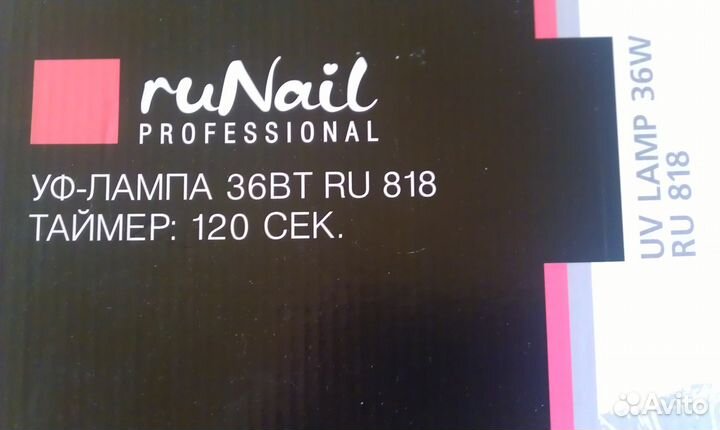 ruNail
PROFESSIONAL
УФ-ЛАМПА 36ВТ RU 818
ТАЙМЕР: 120 СЕК.
UV LAMP 36W
RU 818
Avito